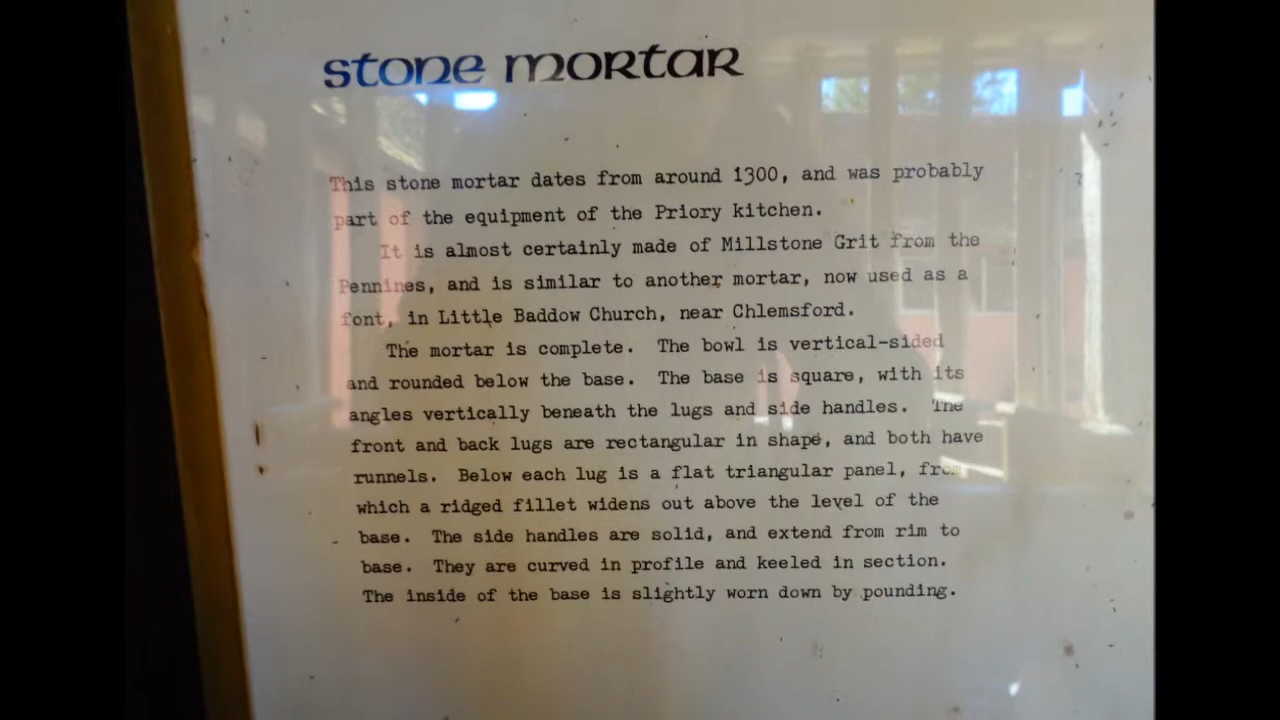 stone mortar
This stone mortar dates from around 1300, and was probably
part of the equipment of the Priory kitchen.
It is almost certainly made of Millstone Grit from the
Pennines, and is similar to another mortar, now used as a
font, in Little Baddow Church, near Chlemsford.
The mortar is complete. The bowl is vertical-sided
and rounded below the base. The base is square, with its
angles vertically beneath the lugs and side handles. The
front and back lugs are rectangular in shape, and both have
runnels. Below each lug is a flat triangular panel, from
which a ridged fillet widens out above the level of the
base. The side handles are solid, and extend from rim to
base. They are curved in profile and keeled in section.
The inside of the base is slightly worn down by pounding.